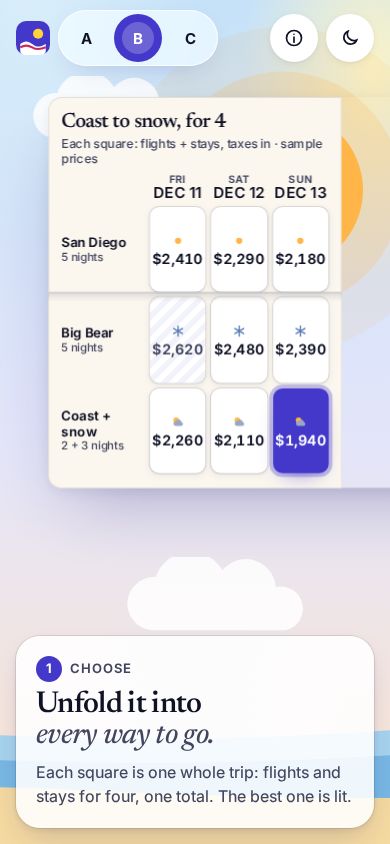 A
B
C
Coast to snow, for 4
Each square: flights + stays, taxes in · sample
prices
FRI
DEC 11
SAT
DEC 12
SUN
DEC 13
San Diego
5 nights
$2,410
$2,290
$2,180
Big Bear
5 nights
$2,620
$2,480
$2,390
Coast +
snow
2 + 3 nights
$2,260
$2,110
$1,940
1 CHOOSE
Unfold it into
every way to go.
Each square is one whole trip: flights and
stays for four, one total. The best one is lit.